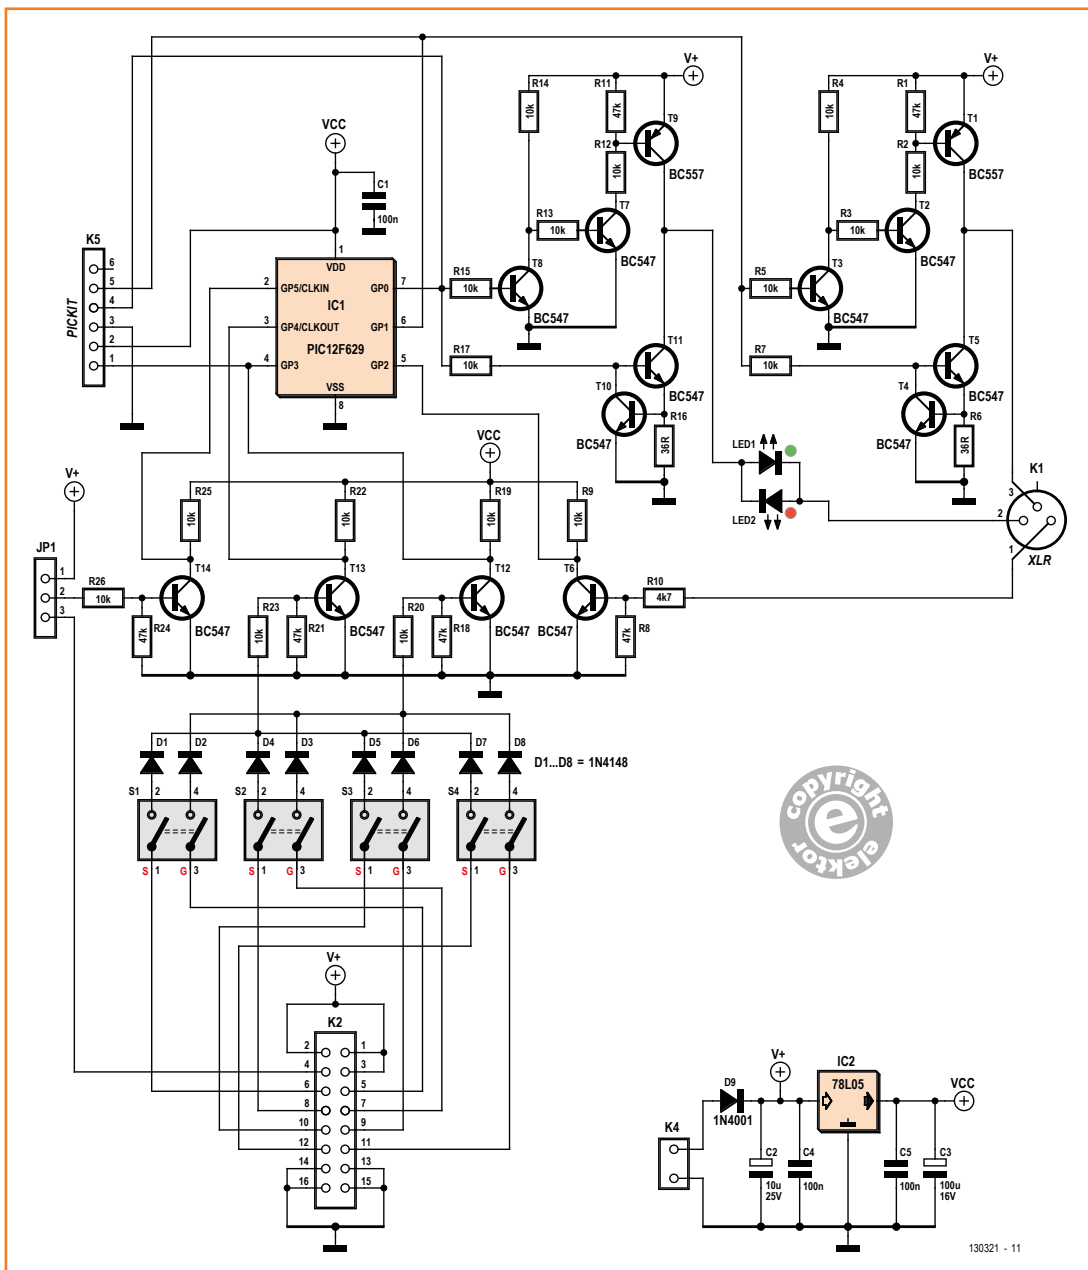 V+
V+
R14
10k
R11
47k
R12
10k
T9
BC557
R4
10k
R1
47k
R2
10k
T1
BC557
VCC
C1
100n
R13
10k
T7
BC547
R3
10k
T2
BC547
K5
6
5
4
3
2
1
PICKIT
1
VDD
2
GP5/CLKIN
GP0
7
IC1
3
GP4/CLKOUT
GP1
6
PIC12F629
4
GP3
GP2
5
VSS
8
R15
10k
T8
BC547
R5
10k
T3
BC547
R17
10k
T11
BC547
T10
BC547
R16
36R
R7
10k
T5
BC547
T4
BC547
R6
36R
LED1
LED2
K1
3
2
1
XLR
V+
VCC
R25
10k
R22
10k
R19
10k
R9
10k
JP1
1
2
3
R26
10k
T14
BC547
R24
47k
R23
10k
T13
BC547
R21
47k
R20
10k
T12
BC547
R18
47k
T6
BC547
R10
4k7
R8
47k
D1
D2
D4
D3
D5
D6
D7
D8
D1...D8 = 1N4148
S1
2
4
S2
2
4
S3
2
4
S4
2
4
S
1
G
3
S
1
G
3
S
1
G
3
S
1
G
3
copyright
e
elektor
V+
K2
2
1
4
3
6
5
8
7
10
9
12
11
14
13
16
15
V+
IC2
78L05
VCC
D9
1N4001
K4
C2
10u
25V
C4
100n
C5
100n
C3
100u
16V
130321 - 11